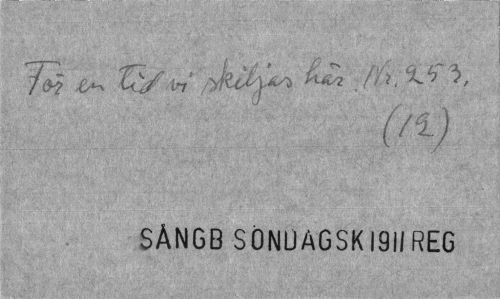 För en tid vi skiljas här. Nr. 253.
(12)
SÅNGB SÖNDAGSK 1911 REG